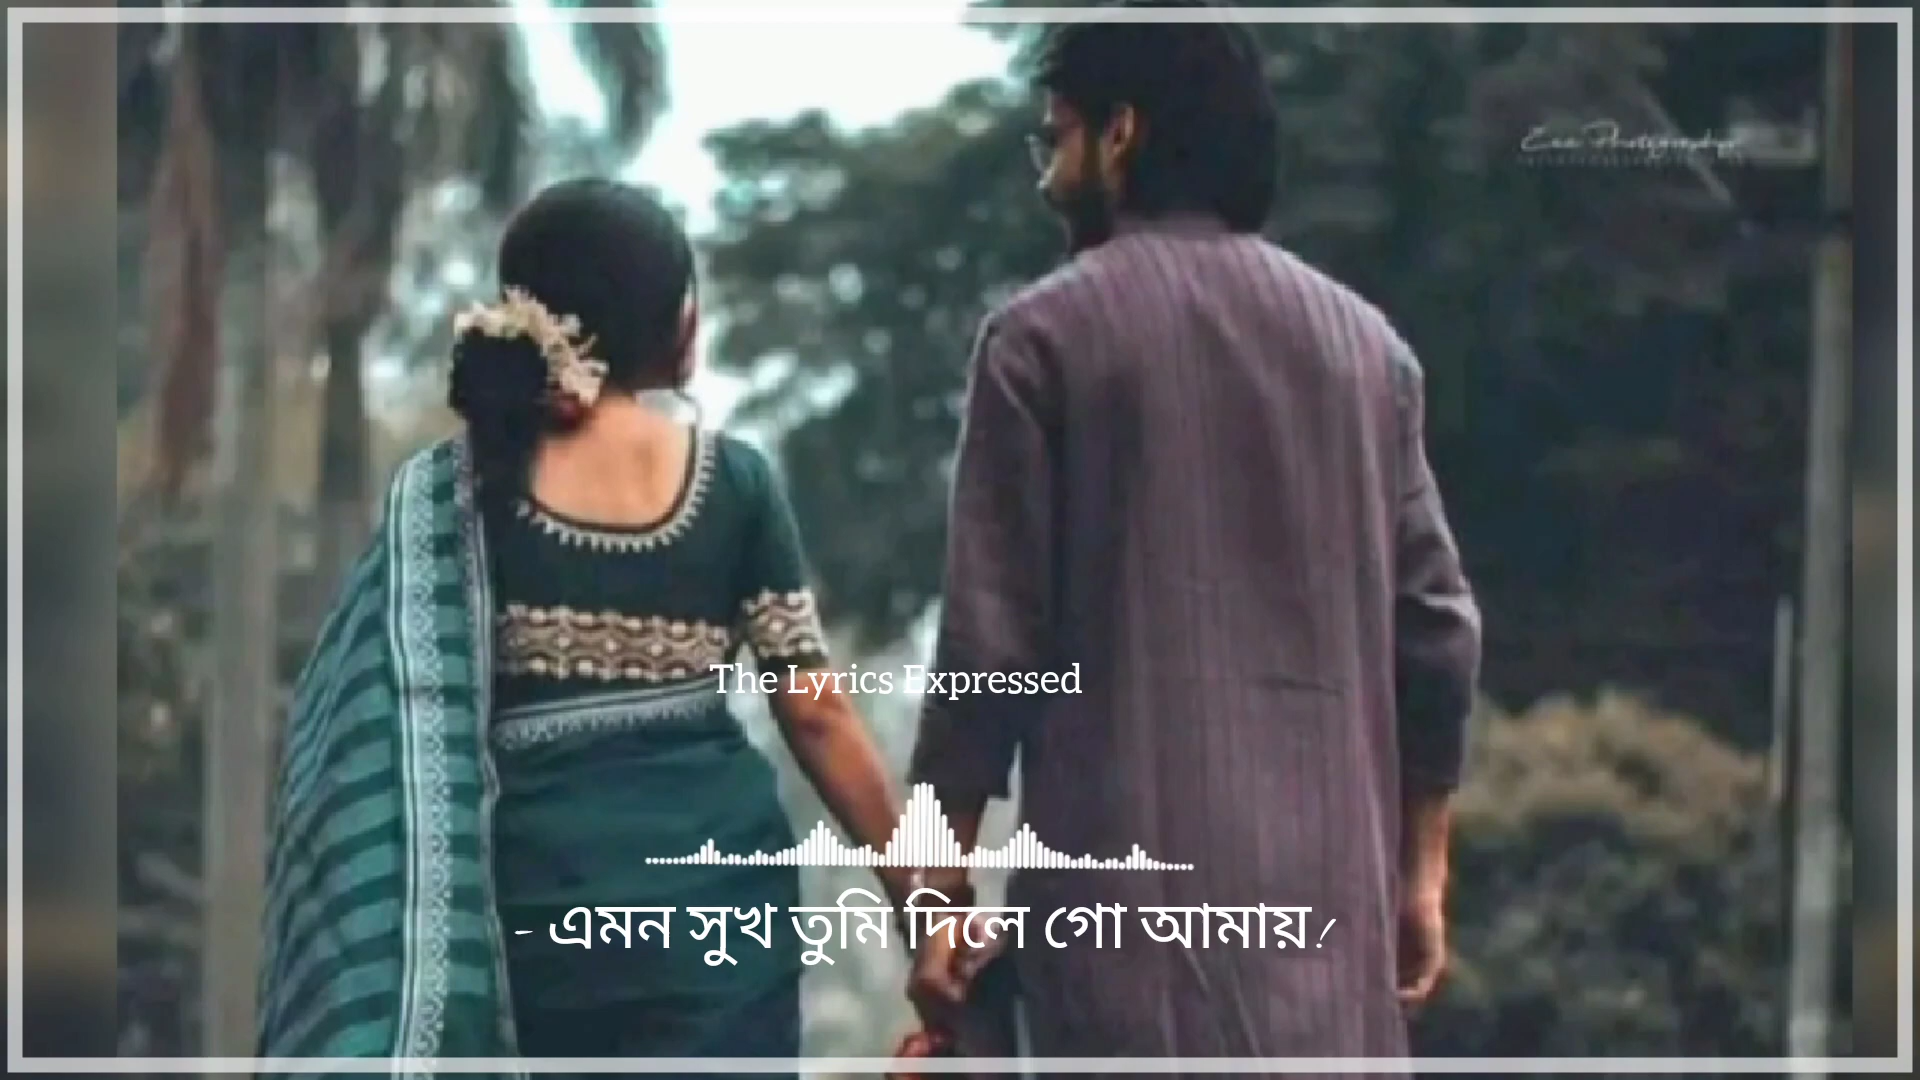 The Lyrics Expressed
- এমন সুখ তুমি দিলে গো আমায়!